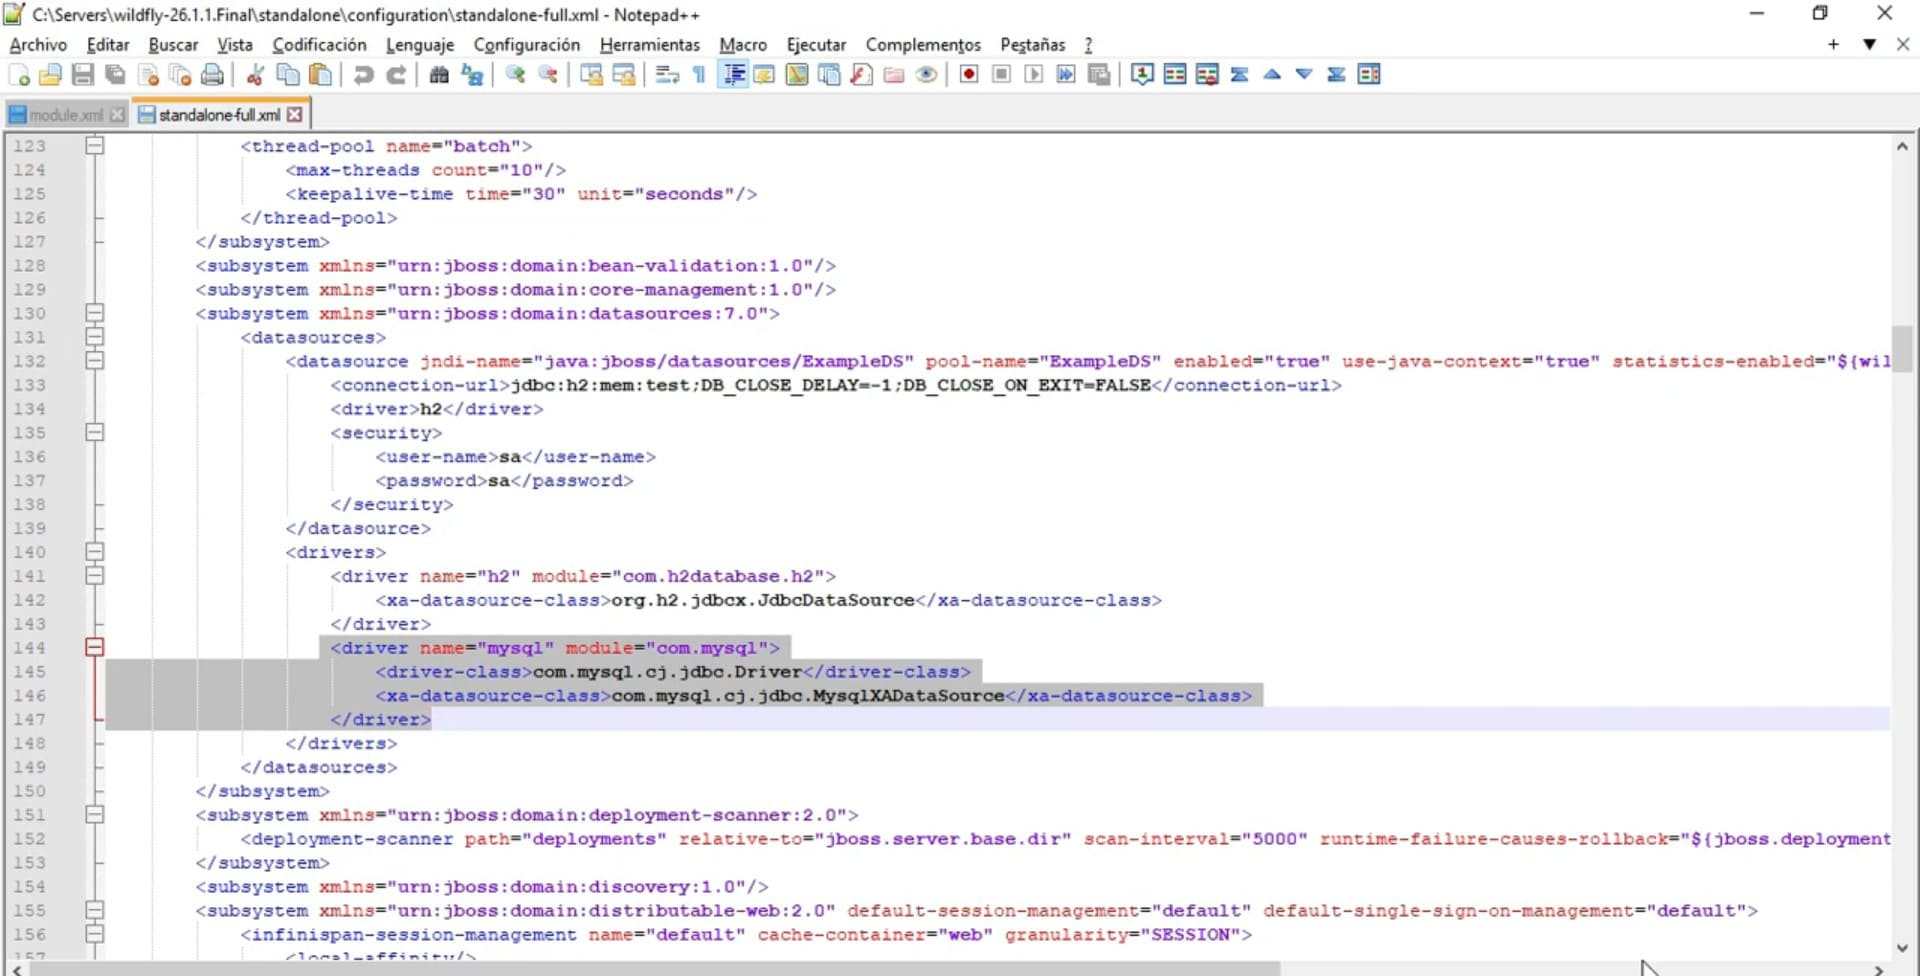 C:\Servers\wildfly-26.1.1.Final\standalone\configuration\standalone-full.xml - Notepad++
Archivo Editar Buscar Vista Codificación Lenguaje Configuración Herramientas Macro Ejecutar Complementos Pestañas ?
module.xml standalone-full.xml
123 <thread-pool name="batch">
124 <max-threads count="10"/>
125 <keepalive-time time="30" unit="seconds"/>
126 </thread-pool>
127 </subsystem>
128 <subsystem xmlns="urn:jboss:domain:bean-validation:1.0"/>
129 <subsystem xmlns="urn:jboss:domain:core-management:1.0"/>
130 <subsystem xmlns="urn:jboss:domain:datasources:7.0">
131 <datasources>
132 <datasource jndi-name="java:jboss/datasources/ExampleDS" pool-name="ExampleDS" enabled="true" use-java-context="true" statistics-enabled="${wil
133 <connection-url>jdbc:h2:mem:test;DB_CLOSE_DELAY=-1;DB_CLOSE_ON_EXIT=FALSE</connection-url>
134 <driver>h2</driver>
135 <security>
136 <user-name>sa</user-name>
137 <password>sa</password>
138 </security>
139 </datasource>
140 <drivers>
141 <driver name="h2" module="com.h2database.h2">
142 <xa-datasource-class>org.h2.jdbcx.JdbcDataSource</xa-datasource-class>
143 </driver>
144 <driver name="mysql" module="com.mysql">
145 <driver-class>com.mysql.cj.jdbc.Driver</driver-class>
146 <xa-datasource-class>com.mysql.cj.jdbc.MysqlXADataSource</xa-datasource-class>
147 </driver>
148 </drivers>
149 </datasources>
150 </subsystem>
151 <subsystem xmlns="urn:jboss:domain:deployment-scanner:2.0">
152 <deployment-scanner path="deployments" relative-to="jboss.server.base.dir" scan-interval="5000" runtime-failure-causes-rollback="${jboss.deployment
153 </subsystem>
154 <subsystem xmlns="urn:jboss:domain:discovery:1.0"/>
155 <subsystem xmlns="urn:jboss:domain:distributable-web:2.0" default-session-management="default" default-single-sign-on-management="default">
156 <infinispan-session-management name="default" cache-container="web" granularity="SESSION">
157 <local-affinity/>